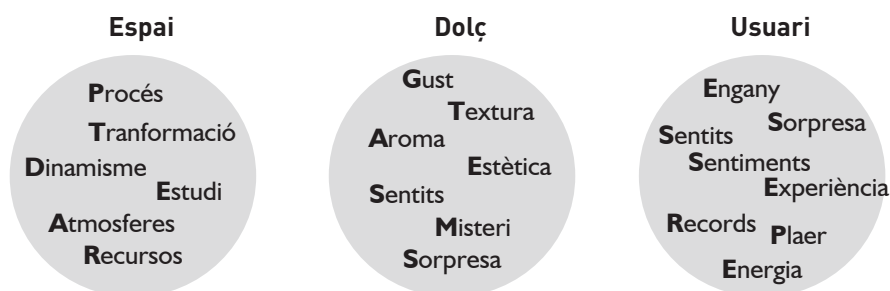 Espai
Procés
Tranformació
Dinamisme
Estudi
Atmosferes
Recursos
Dolç
Gust
Textura
Aroma
Estètica
Sentits
Misteri
Sorpresa
Usuari
Engany
Sorpresa
Sentits
Sentiments
Experiència
Records
Plaer
Energia